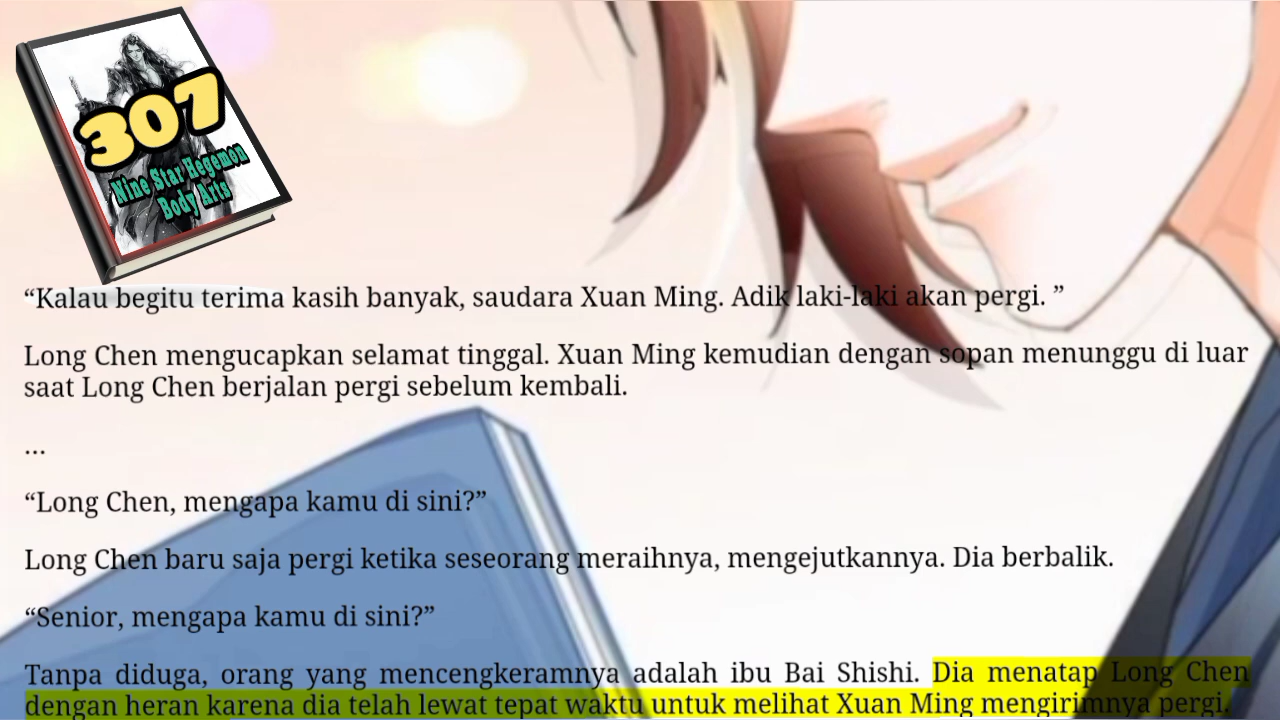 307
Nine Star Hegemon
Body Arts
“Kalau begitu terima kasih banyak, saudara Xuan Ming. Adik laki-laki akan pergi. ”
Long Chen mengucapkan selamat tinggal. Xuan Ming kemudian dengan sopan menunggu di luar
saat Long Chen berjalan pergi sebelum kembali.
...
“Long Chen, mengapa kamu di sini?”
Long Chen baru saja pergi ketika seseorang meraihnya, mengejutkannya. Dia berbalik.
“Senior, mengapa kamu di sini?”
Tanpa diduga, orang yang mencengkeramnya adalah ibu Bai Shishi. Dia menatap Long Chen
dengan heran karena dia telah lewat tepat waktu untuk melihat Xuan Ming mengirimnya pergi.